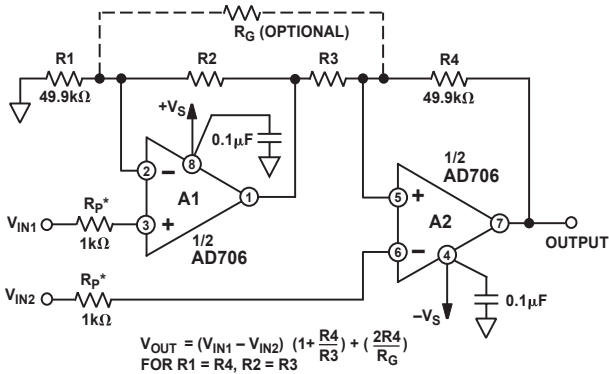 R_G (OPTIONAL)
R1
49.9kΩ
R2
R3
R4
49.9kΩ
+V_S
0.1µF
8
2
−
A1
1
3
+
1/2
AD706
V_IN1
R_P*
1kΩ
V_IN2
R_P*
1kΩ
1/2
AD706
5
+
A2
7
6
−
4
OUTPUT
−V_S
0.1µF
V_OUT = (V_IN1 – V_IN2) (1+ R4/R3) + (2R4/R_G)
FOR R1 = R4, R2 = R3